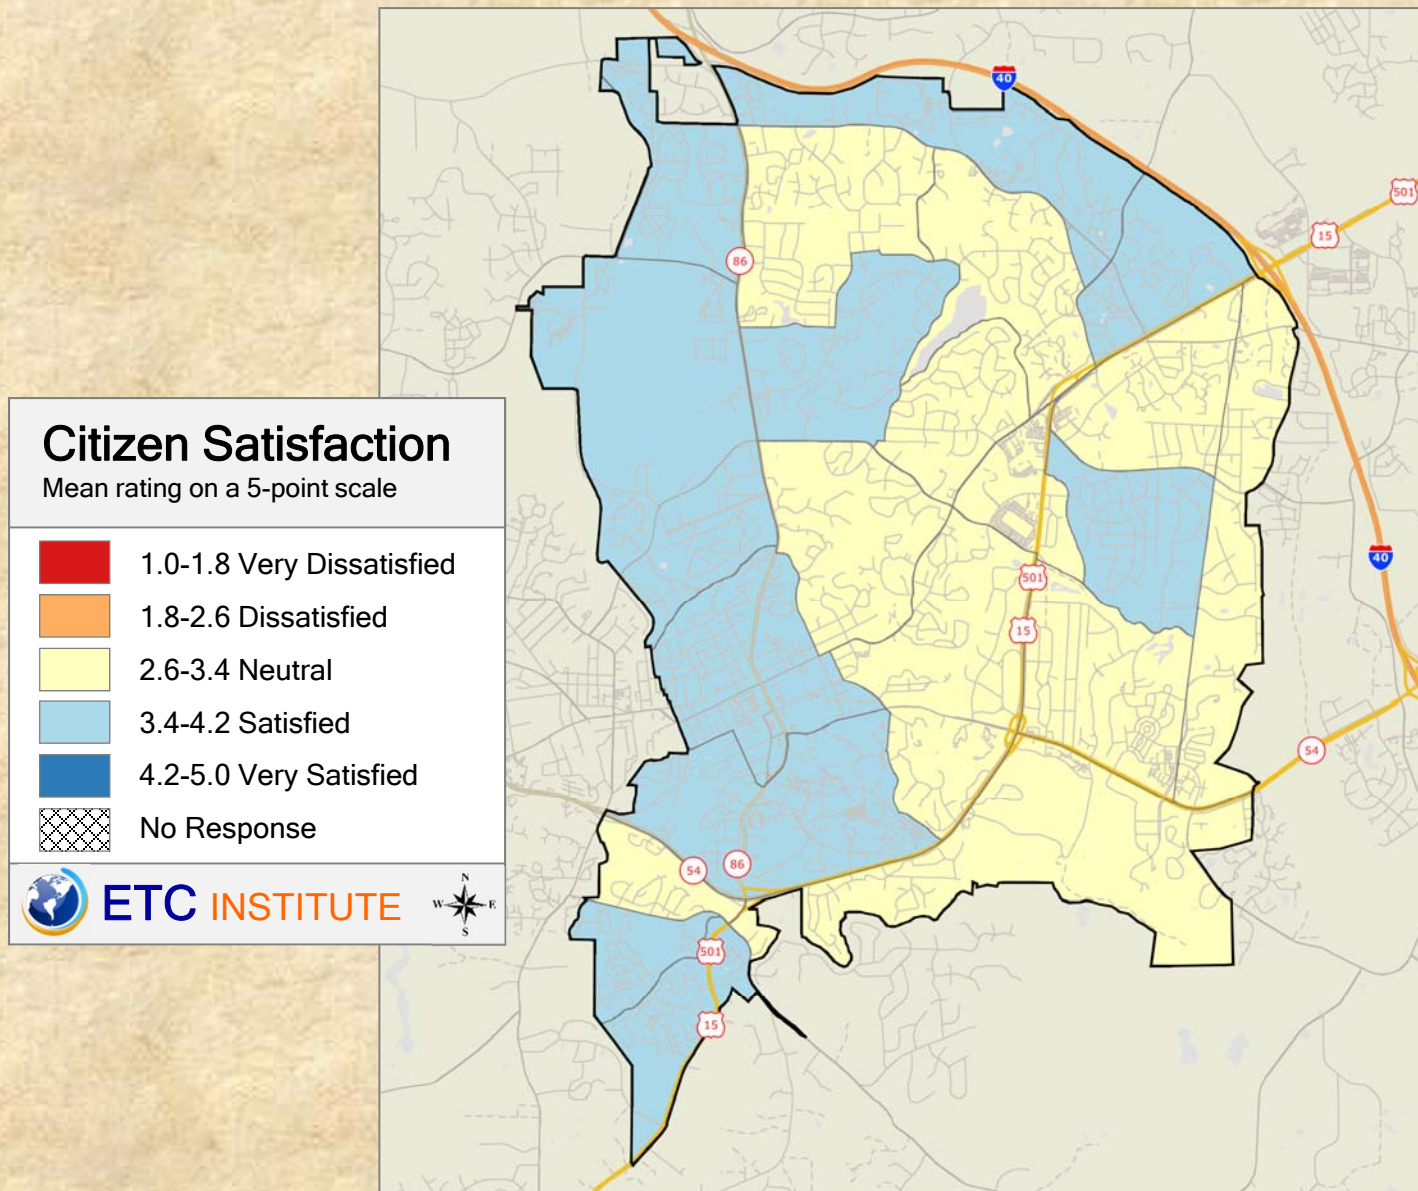 40
501
15
86
Citizen Satisfaction
Mean rating on a 5-point scale
1.0-1.8 Very Dissatisfied
1.8-2.6 Dissatisfied
2.6-3.4 Neutral
3.4-4.2 Satisfied
4.2-5.0 Very Satisfied
No Response
ETC INSTITUTE
N
W E
S
40
501
15
54
54
86
501
15